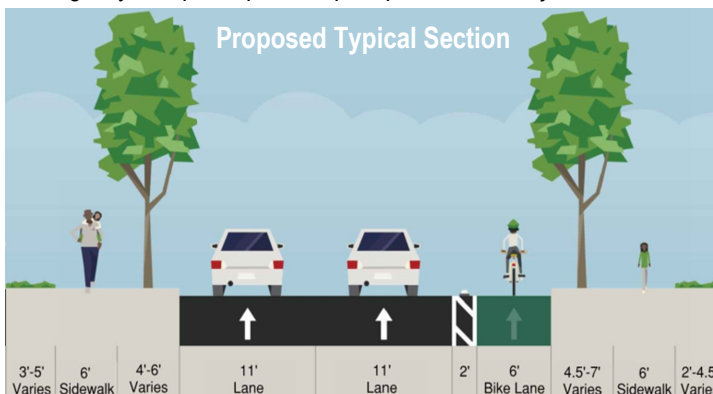 Proposed Typical Section
3'-5' 6' 4'-6' 11' 11' 2' 6' 4.5'-7' 6' 2'-4.5
Varies Sidewalk Varies Lane Lane Bike Lane Varies Sidewalk